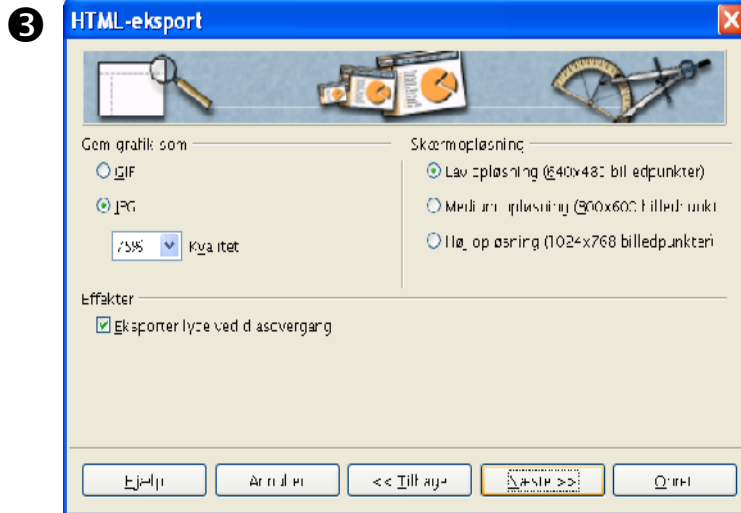 ❸
HTML-eksport
Gem grafik som
GIF
JPG
75% Kvalitet
Skærmopløsning
Lav opløsning (640x480 billedpunkter)
Medium opløsning (800x600 billedpunkt
Høj opløsning (1024x768 billedpunkter)
Effekter
Eksporter lyde ved diasovergang
Hjælp Annuller << Tilbage Næste >> Opret